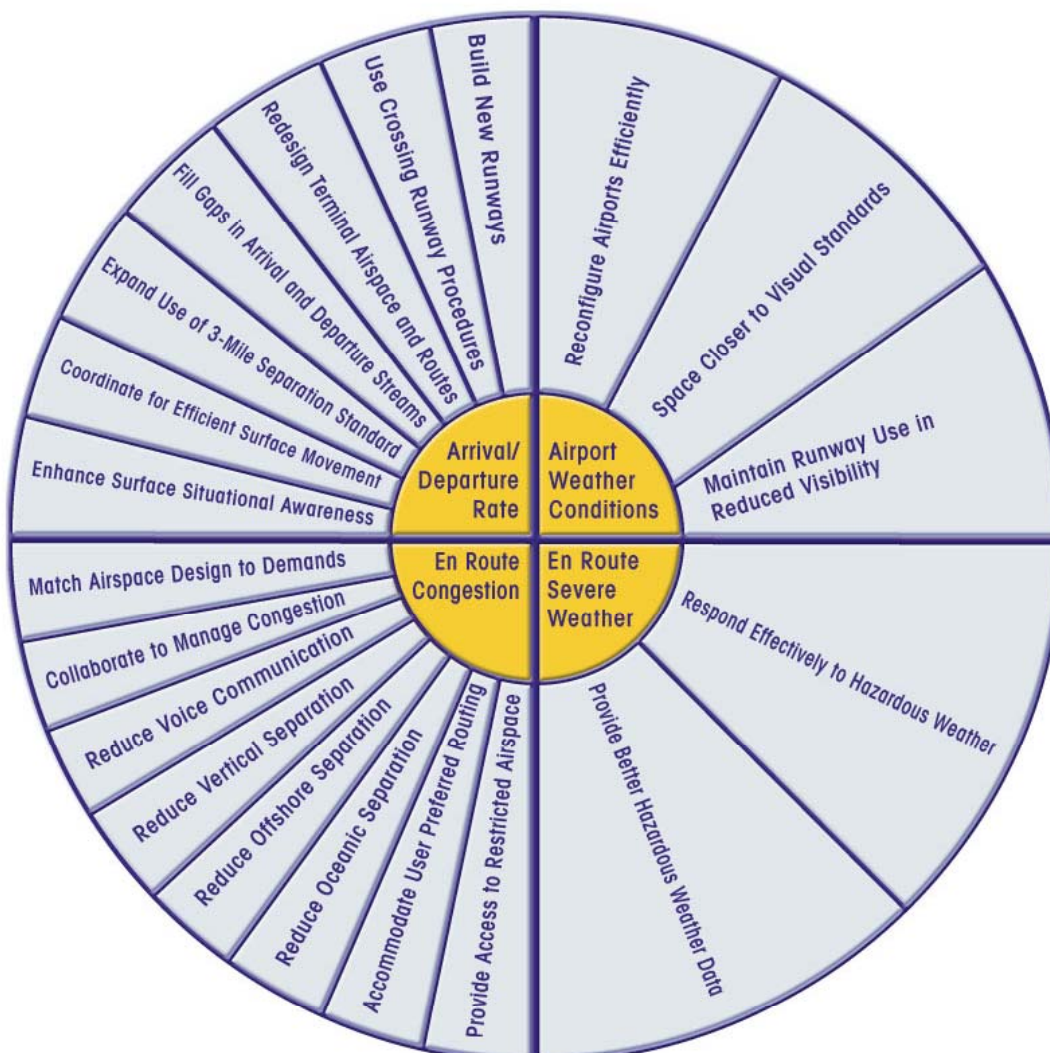 Build New Runways
Use Crossing Runway Procedures
Redesign Terminal Airspace and Routes
Fill Gaps in Arrival and Departure Streams
Expand Use of 3-Mile Separation Standard
Coordinate for Efficient Surface Movement
Enhance Surface Situational Awareness
Arrival/
Departure
Rate
Reconfigure Airports Efficiently
Space Closer to Visual Standards
Maintain Runway Use in
Reduced Visibility
Airport
Weather
Conditions
En Route
Congestion
Match Airspace Design to Demands
Collaborate to Manage Congestion
Reduce Voice Communication
Reduce Vertical Separation
Reduce Offshore Separation
Reduce Oceanic Separation
Accommodate User Preferred Routing
Provide Access to Restricted Airspace
En Route
Severe
Weather
Respond Effectively to Hazardous Weather
Provide Better Hazardous Weather Data